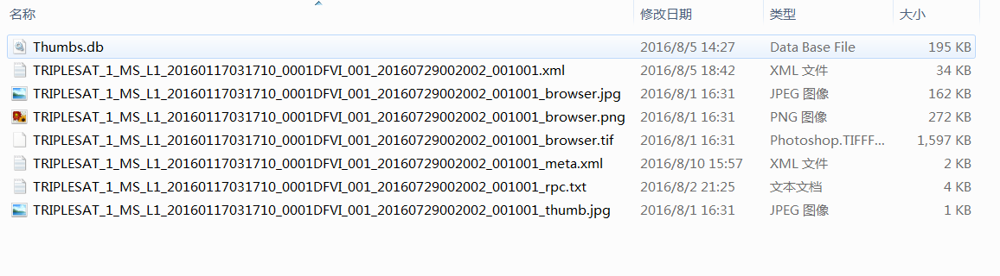 名称 修改日期 类型 大小
Thumbs.db 2016/8/5 14:27 Data Base File 195 KB
TRIPLESAT_1_MS_L1_20160117031710_0001DFVI_001_20160729002002_001001.xml 2016/8/5 18:42 XML 文件 34 KB
TRIPLESAT_1_MS_L1_20160117031710_0001DFVI_001_20160729002002_001001_browser.jpg 2016/8/1 16:31 JPEG 图像 162 KB
TRIPLESAT_1_MS_L1_20160117031710_0001DFVI_001_20160729002002_001001_browser.png 2016/8/1 16:31 PNG 图像 272 KB
TRIPLESAT_1_MS_L1_20160117031710_0001DFVI_001_20160729002002_001001_browser.tif 2016/8/1 16:31 Photoshop.TIFFF... 1,597 KB
TRIPLESAT_1_MS_L1_20160117031710_0001DFVI_001_20160729002002_001001_meta.xml 2016/8/10 15:57 XML 文件 2 KB
TRIPLESAT_1_MS_L1_20160117031710_0001DFVI_001_20160729002002_001001_rpc.txt 2016/8/2 21:25 文本文档 4 KB
TRIPLESAT_1_MS_L1_20160117031710_0001DFVI_001_20160729002002_001001_thumb.jpg 2016/8/1 16:31 JPEG 图像 1 KB